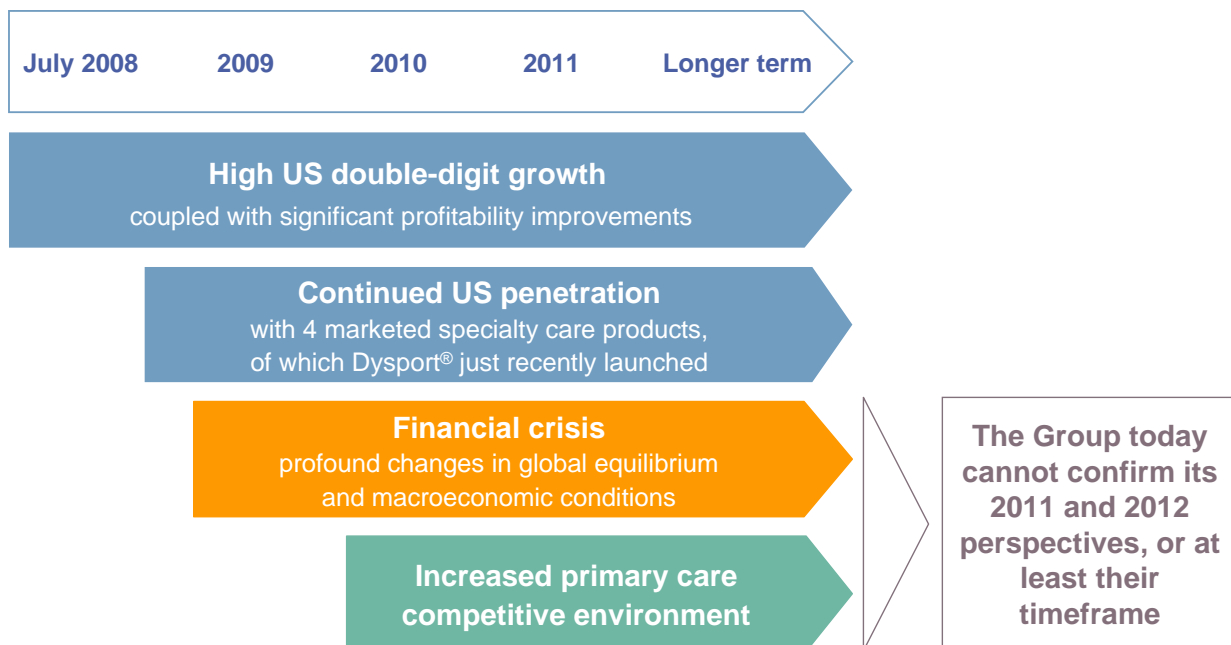 July 2008 2009 2010 2011 Longer term
High US double-digit growth
coupled with significant profitability improvements
Continued US penetration
with 4 marketed specialty care products,
of which Dysport® just recently launched
Financial crisis
profound changes in global equilibrium
and macroeconomic conditions
Increased primary care
competitive environment
The Group today
cannot confirm its
2011 and 2012
perspectives, or at
least their
timeframe